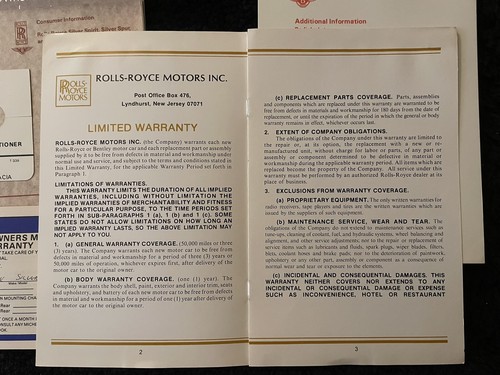 Consumer Information
Additional Information
ROLLS-
ROYCE
MOTORS
ROLLS-ROYCE MOTORS INC.
Post Office Box 476,
Lyndhurst, New Jersey 07071
LIMITED WARRANTY
ROLLS-ROYCE MOTORS INC. (the Company) warrants each new
Rolls-Royce or Bentley motor car and each replacement part or assembly
supplied by it to be free from defects in material and workmanship under
normal use and service, and subject to the terms and conditions stated in
this Limited Warranty, for the applicable Warranty Period set forth in
Paragraph 1.
LIMITATIONS OF WARRANTIES.
THIS WARRANTY LIMITS THE DURATION OF ALL IMPLIED
WARRANTIES, INCLUDING WITHOUT LIMITATION THE
IMPLIED WARRANTIES OF MERCHANTABILITY AND FITNESS
FOR A PARTICULAR PURPOSE, TO THE TIME PERIODS SET
FORTH IN SUB-PARAGRAPHS 1 (a), 1 (b) and 1 (c). SOME
STATES DO NOT ALLOW LIMITATIONS ON HOW LONG AN
IMPLIED WARRANTY LASTS, SO THE ABOVE LIMITATION
MAY NOT APPLY TO YOU.
1. (a) GENERAL WARRANTY COVERAGE. (50,000 miles or three
(3) years). The Company warrants each new motor car to be free from
defects in material and workmanship for a period of three (3) years or
50,000 miles of operation, whichever expires first, after delivery of the
motor car to the original owner.
(b) BODY WARRANTY COVERAGE. (one (1) year). The
Company warrants the body shell, paint, exterior and interior trim, seats
and upholstery, and battery of each new motor car to be free from defects
in material and workmanship for a period of one (1) year after delivery of
the motor car to the original owner.
2
(c) REPLACEMENT PARTS COVERAGE. Parts, assemblies
and components which are replaced under this warranty are warranted to be
free from defects in materials and workmanship for 180 days from the date of
replacement, or until the expiration of the period in which the general or body
warranty remains in effect, whichever occurs last.
2. EXTENT OF COMPANY OBLIGATIONS.
The obligations of the Company under this warranty are limited to
the repair or, at its option, the replacement with a new or re-
manufactured unit, without charge for labor or parts, of any part or
assembly or component determined to be defective in material or
workmanship during the applicable warranty period. All items which are
replaced become the property of the Company. All service under this
warranty must be performed by an authorized Rolls-Royce dealer at its
place of business.
3. EXCLUSIONS FROM WARRANTY COVERAGE.
(a) PROPRIETARY EQUIPMENT. The only written warranties for
radio receivers, tape players and tires are the written warranties which are
issued by the suppliers of each equipment.
(b) MAINTENANCE SERVICE, WEAR AND TEAR. The
obligations of the Company do not extend to maintenance services such as
tune-up, cleaning of paint, fuel, and hydraulic systems, wheel balancing and
alignment, and other service adjustments; nor to the repair or replacement of
service items such as lubricants and fluids, spark plugs, wiper blades, filters,
belts, coolant hoses and brake pads; nor to the deterioration of paintwork,
upholstery or any other part, assembly or component as a consequence of
normal wear and tear or exposure to the elements.
(c) INCIDENTAL AND CONSEQUENTIAL DAMAGES. THIS
WARRANTY NEITHER COVERS NOR EXTENDS TO ANY
INCIDENTAL OR CONSEQUENTIAL DAMAGE OR EXPENSE
SUCH AS INCONVENIENCE, HOTEL OR RESTAURANT
3